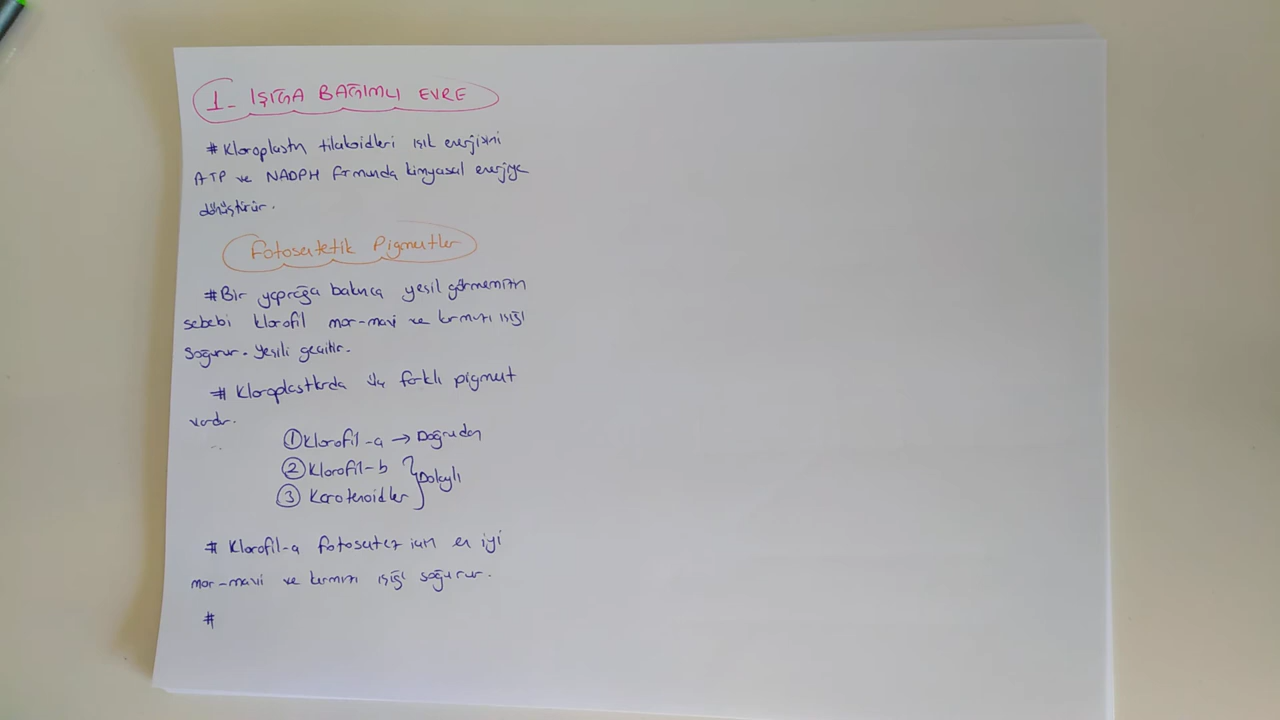 1- IŞIĞA BAĞIMLI EVRE
# Kloroplastın tilakoidleri ışık enerjisini
ATP ve NADPH formunda kimyasal enerjiye
dönüştürür.
Fotosentetik Pigmentler
# Bir yaprağa bakınca yeşil görmemizin
sebebi klorofil mor-mavi ve kırmızı ışığı
soğurur. Yeşili geçirir.
# Kloroplastlarda üç farklı pigment
vardır.
① Klorofil-a → Doğrudan
② Klorofil-b
} Dolaylı
③ Karotenoidler
# Klorofil-a fotosentez için en iyi
mor-mavi ve kırmızı ışığı soğurur.
#